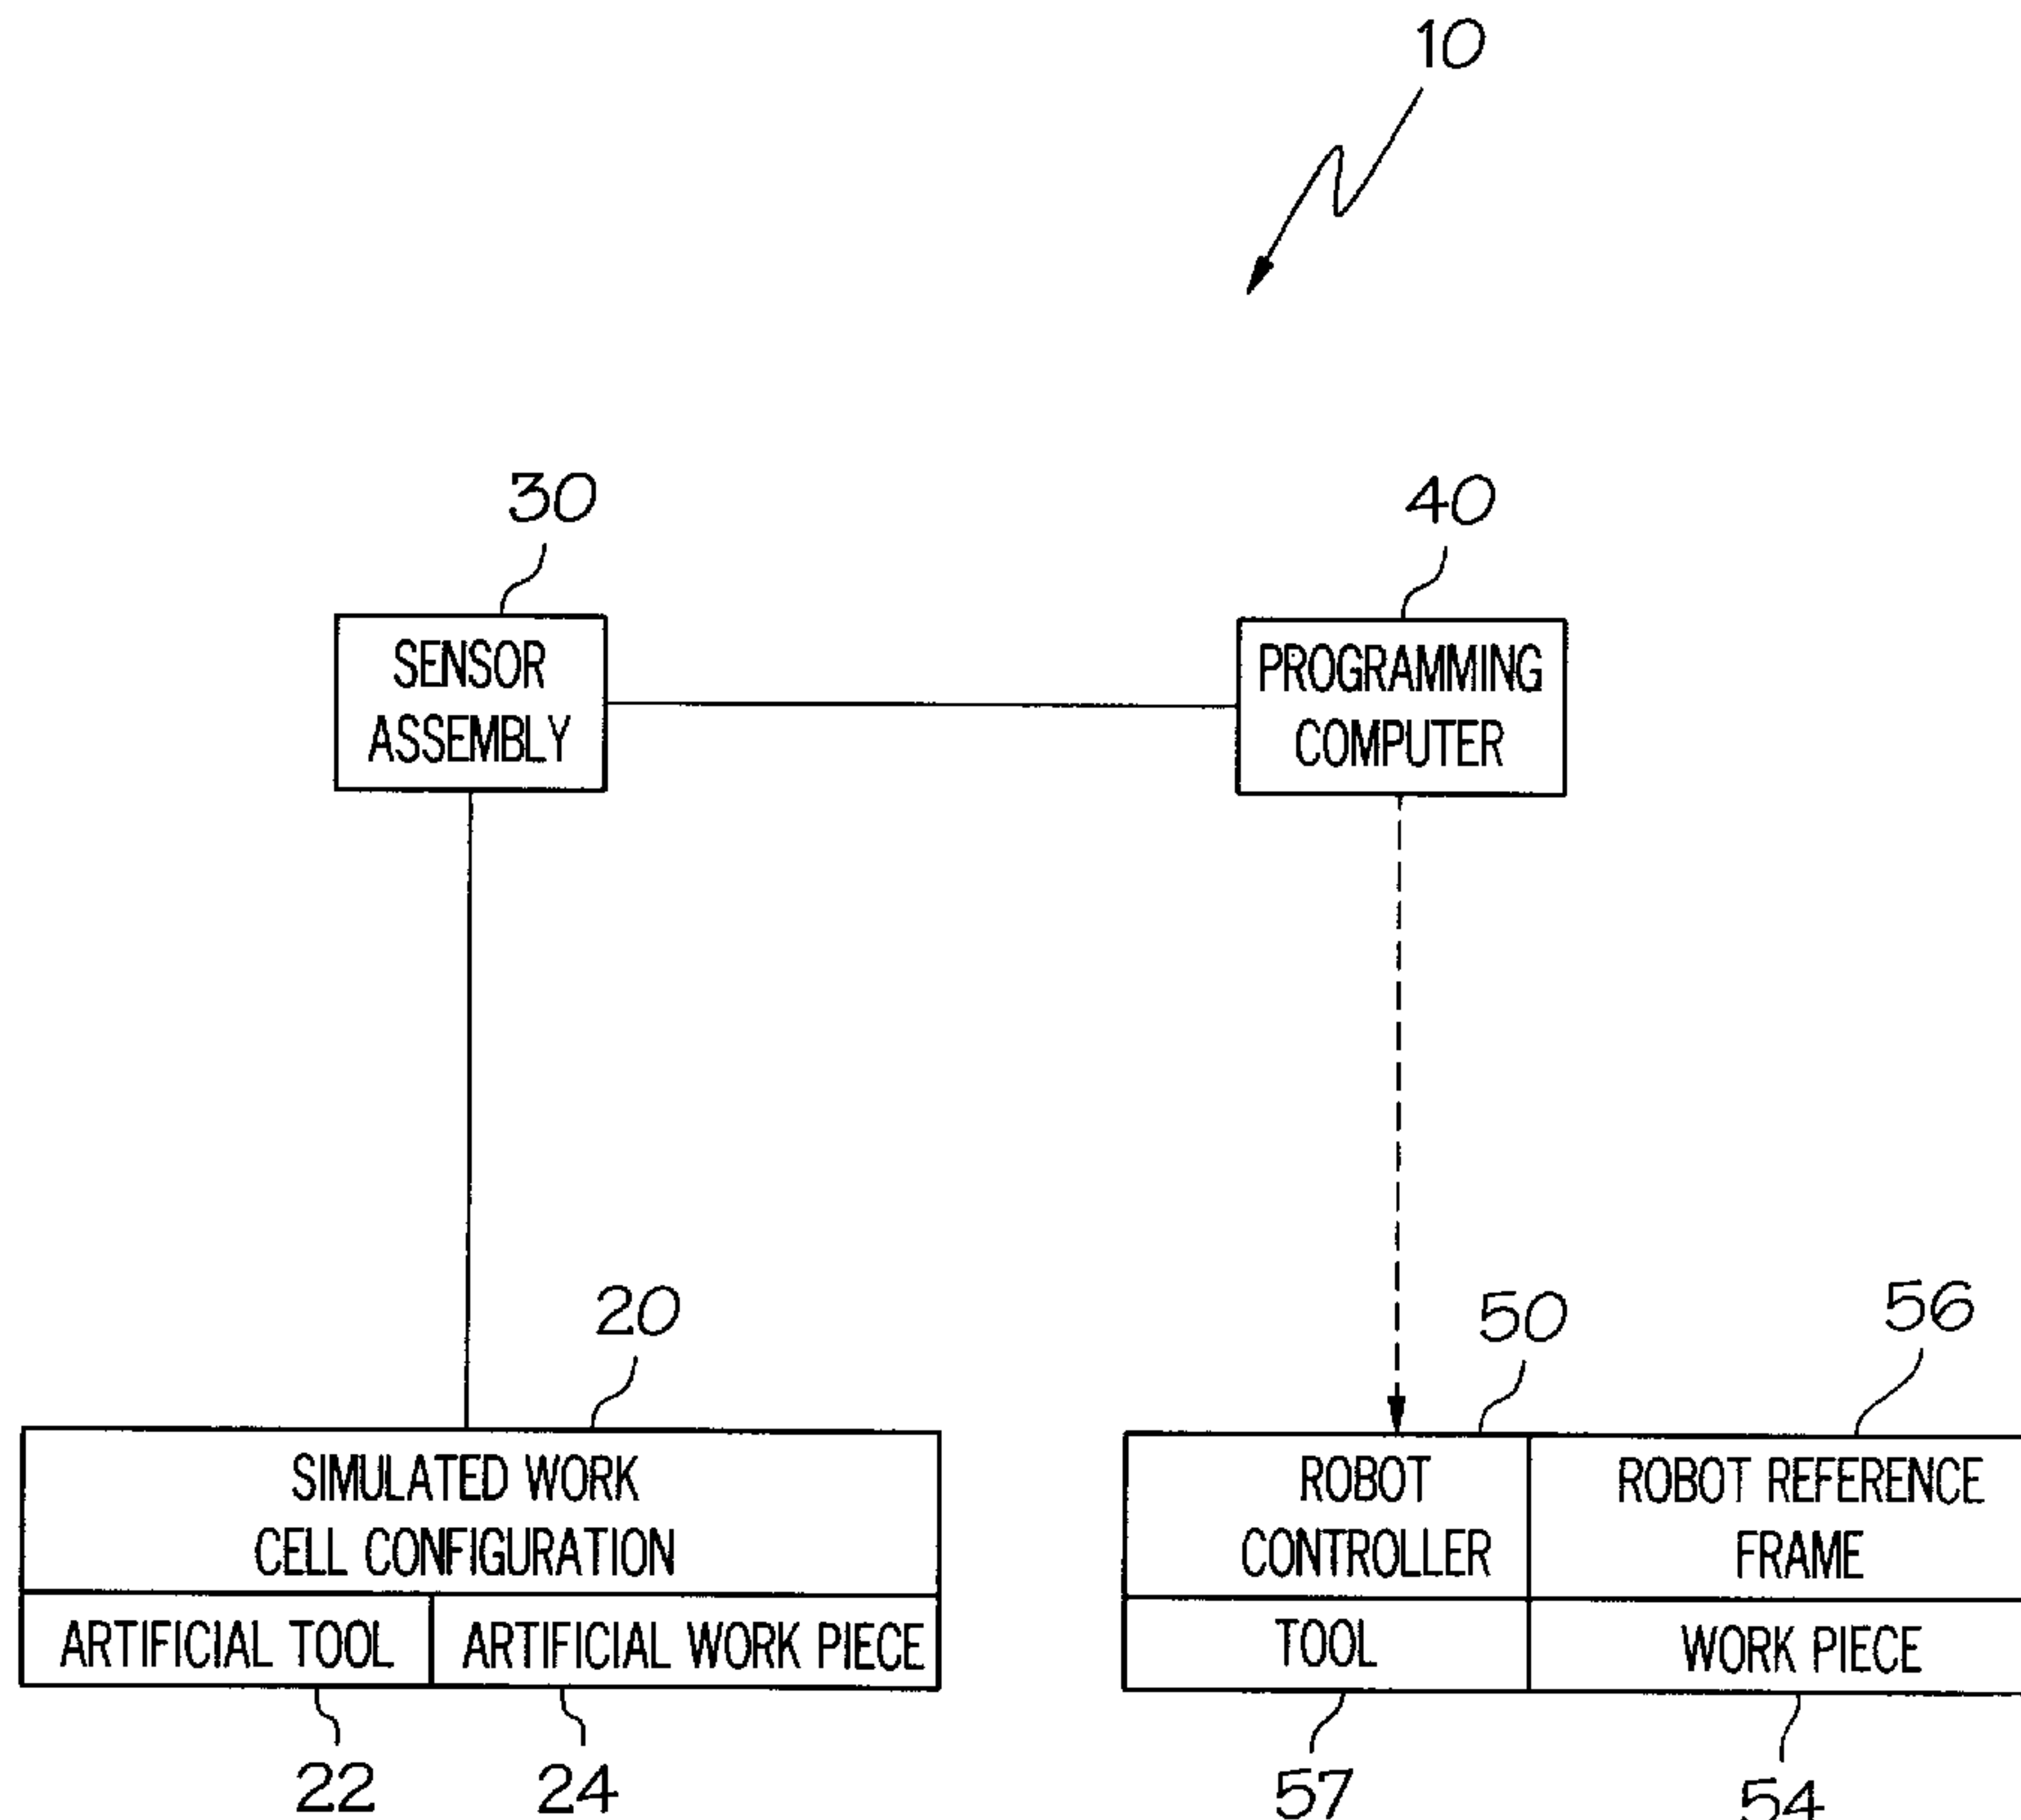 10
30
40
SENSOR
ASSEMBLY
PROGRAMMING
COMPUTER
20
50
56
SIMULATED WORK
CELL CONFIGURATION
ROBOT
CONTROLLER
ROBOT REFERENCE
FRAME
ARTIFICIAL TOOL
ARTIFICIAL WORK PIECE
TOOL
WORK PIECE
22
24
57
54